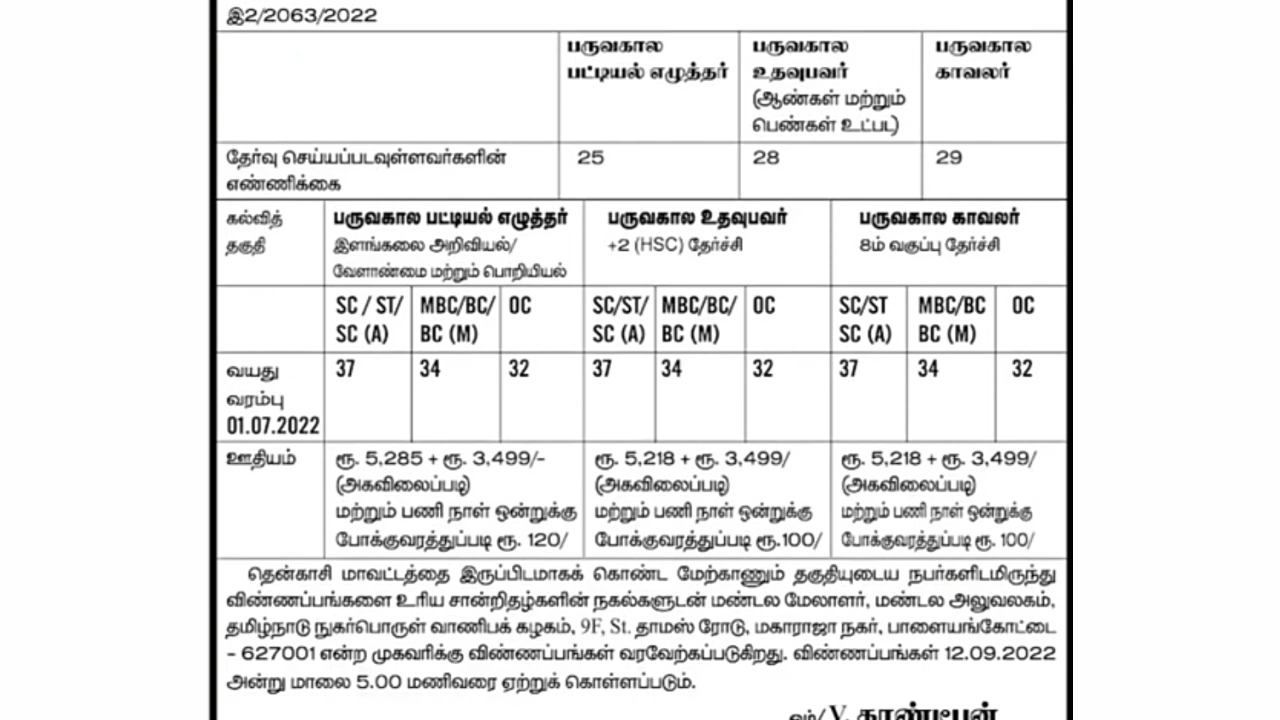 இ2/2063/2022
பருவகால பட்டியல் எழுத்தர்
பருவகால உதவுபவர் (ஆண்கள் மற்றும் பெண்கள் உட்பட)
பருவகால காவலர்
தேர்வு செய்யப்படவுள்ளவர்களின் எண்ணிக்கை 25 28 29
கல்வித் தகுதி
பருவகால பட்டியல் எழுத்தர்
இளங்கலை அறிவியல்/
வேளாண்மை மற்றும் பொறியியல்
பருவகால உதவுபவர்
+2 (HSC) தேர்ச்சி
பருவகால காவலர்
8ம் வகுப்பு தேர்ச்சி
SC / ST/ SC (A) MBC/BC/ BC (M) OC SC/ST/ SC (A) MBC/BC/ BC (M) OC SC/ST SC (A) MBC/BC BC (M) OC
வயது வரம்பு 01.07.2022 37 34 32 37 34 32 37 34 32
ஊதியம்
ரூ. 5,285 + ரூ. 3,499/-
(அகவிலைப்படி)
மற்றும் பணி நாள் ஒன்றுக்கு
போக்குவரத்துப்படி ரூ. 120/
ரூ. 5,218 + ரூ. 3,499/
(அகவிலைப்படி)
மற்றும் பணி நாள் ஒன்றுக்கு
போக்குவரத்துப்படி ரூ.100/
ரூ. 5,218 + ரூ. 3,499/
(அகவிலைப்படி)
மற்றும் பணி நாள் ஒன்றுக்கு
போக்குவரத்துப்படி ரூ. 100/
தென்காசி மாவட்டத்தை இருப்பிடமாகக் கொண்ட மேற்காணும் தகுதியுடைய நபர்களிடமிருந்து
விண்ணப்பங்களை உரிய சான்றிதழ்களின் நகல்களுடன் மண்டல மேலாளர், மண்டல அலுவலகம்,
தமிழ்நாடு நுகர்பொருள் வாணிபக் கழகம், 9F, St. தாமஸ் ரோடு, மகாராஜா நகர், பாளையங்கோட்டை
- 627001 என்ற முகவரிக்கு விண்ணப்பங்கள் வரவேற்கப்படுகிறது. விண்ணப்பங்கள் 12.09.2022
அன்று மாலை 5.00 மணிவரை ஏற்றுக் கொள்ளப்படும்.
V.